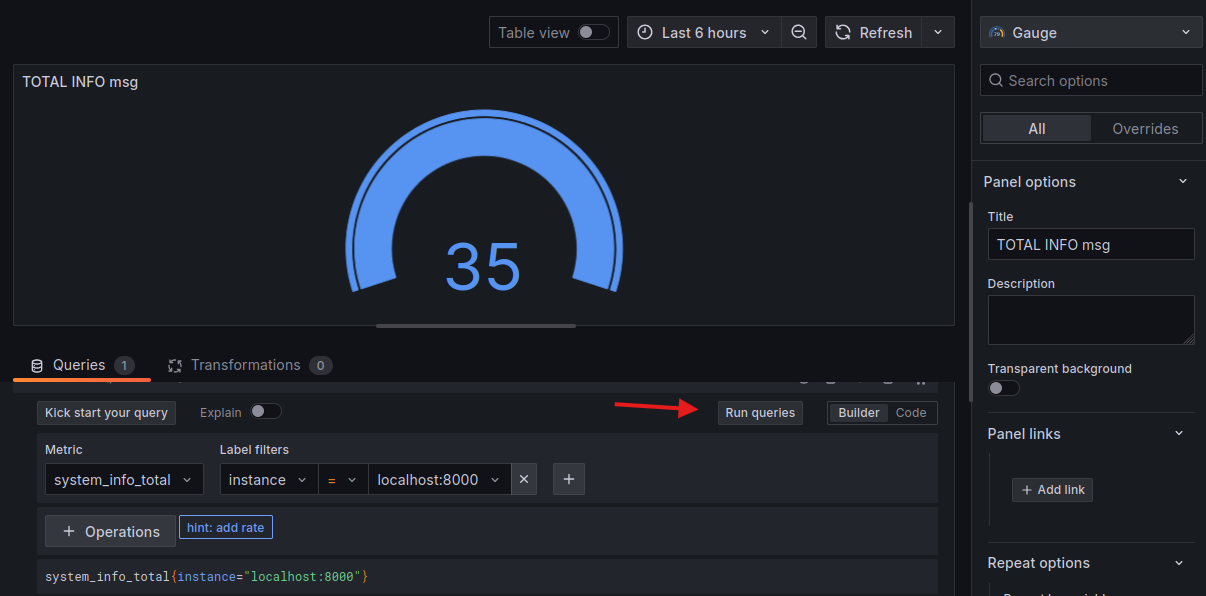 Table view
Last 6 hours
Refresh
Gauge
TOTAL INFO msg
35
Search options
All
Overrides
Panel options
Title
TOTAL INFO msg
Description
Transparent background
Panel links
+ Add link
Repeat options
Queries 1
Transformations 0
Kick start your query
Explain
Run queries
Builder
Code
Metric
Label filters
system_info_total
instance
=
localhost:8000
+ Operations
hint: add rate
system_info_total{instance="localhost:8000"}